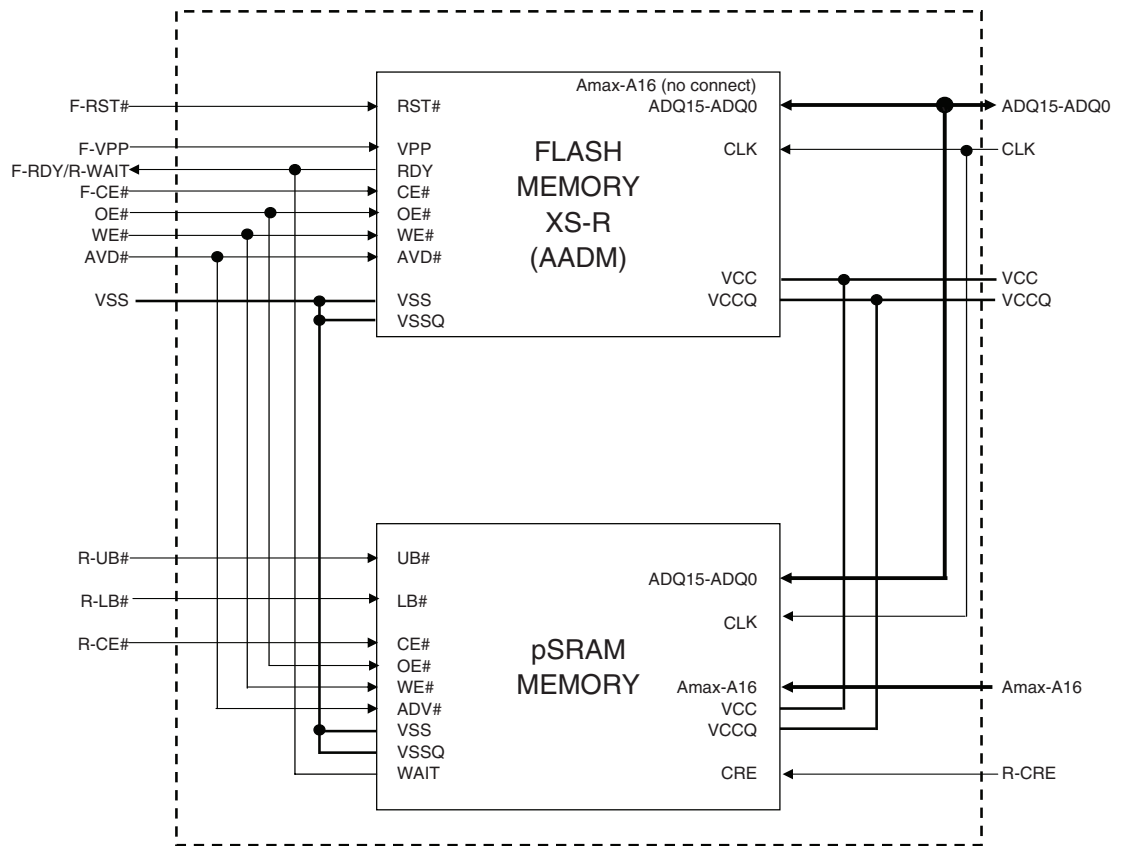 Amax-A16 (no connect)
F-RST#
RST#
ADQ15-ADQ0
ADQ15-ADQ0
F-VPP
VPP
CLK
CLK
F-RDY/R-WAIT
RDY
F-CE#
CE#
OE#
OE#
WE#
WE#
AVD#
AVD#
FLASH
MEMORY
XS-R
(AADM)
VCC
VCC
VSS
VSS
VCCQ
VCCQ
VSSQ
R-UB#
UB#
ADQ15-ADQ0
R-LB#
LB#
CLK
R-CE#
CE#
OE#
WE#
ADV#
VSS
VSSQ
WAIT
pSRAM
MEMORY
Amax-A16
Amax-A16
VCC
VCCQ
CRE
R-CRE